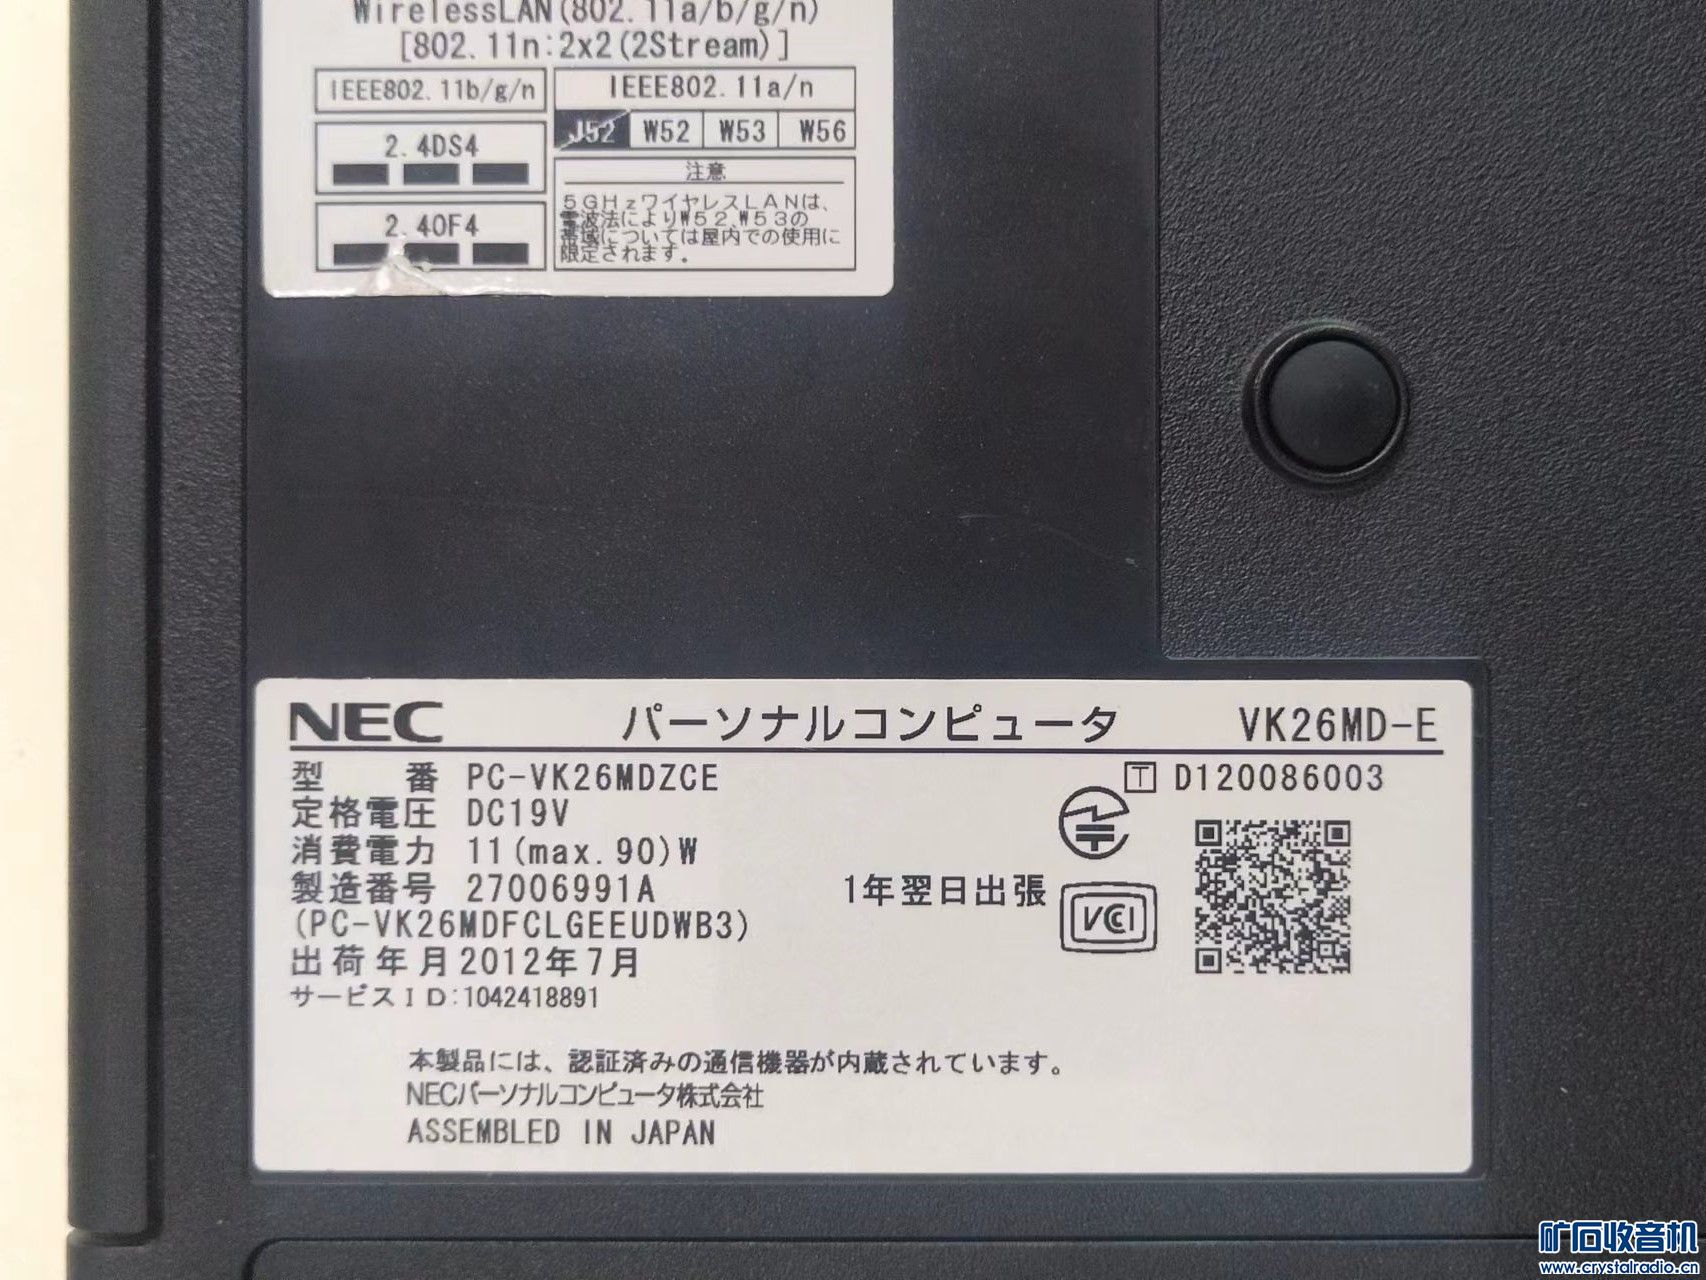 WirelessLAN(802.11a/b/g/n)
[802.11n:2x2(2Stream)]
IEEE802.11b/g/n
IEEE802.11a/n
J52 W52 W53 W56
2.4DS4
2.4OF4
注意
5GHzワイヤレスLANは、
電波法によりW52,W53の
帯域については屋内での使用に
限定されます。
NEC パーソナルコンピュータ VK26MD-E
型番 PC-VK26MDZCE
T D120086003
定格電圧 DC19V
消費電力 11(max.90)W
製造番号 27006991A
1年翌日出張
VCI
(PC-VK26MDFCLGEEUDWB3)
出荷年月 2012年7月
サービスID:1042418891
本製品には、認証済みの通信機器が内蔵されています。
NECパーソナルコンピュータ株式会社
ASSEMBLED IN JAPAN
矿石收音机
www.crystalradio.cn